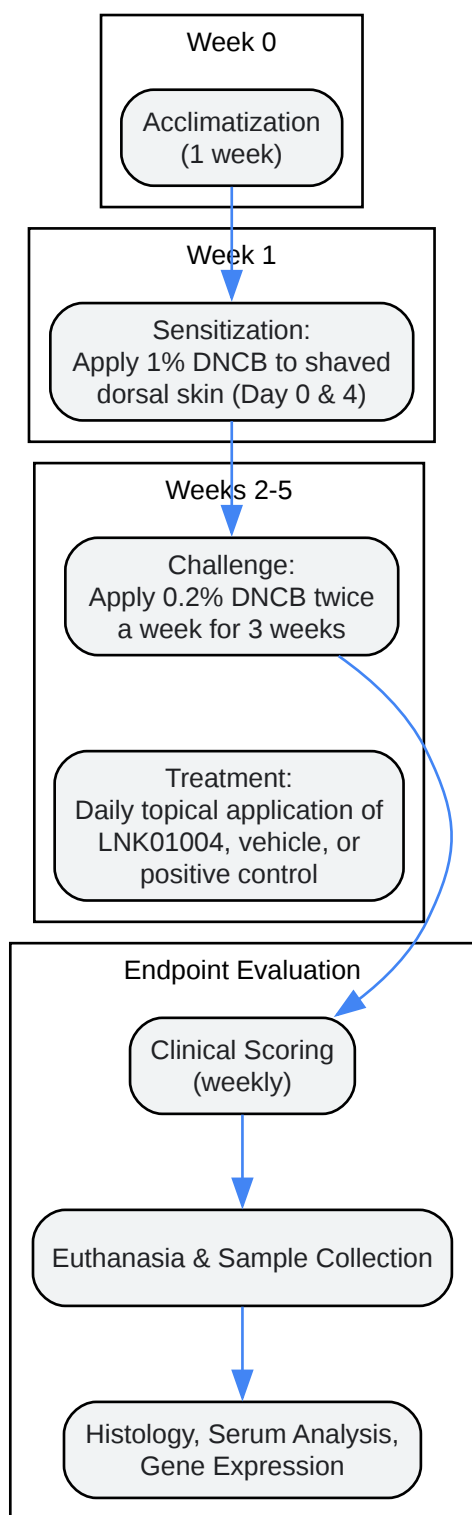 Week 0
Acclimatization
(1 week)
Week 1
Sensitization:
Apply 1% DNCB to shaved
dorsal skin (Day 0 & 4)
Weeks 2-5
Challenge:
Apply 0.2% DNCB twice
a week for 3 weeks
Treatment:
Daily topical application of
LNK01004, vehicle, or
positive control
Endpoint Evaluation
Clinical Scoring
(weekly)
Euthanasia & Sample Collection
Histology, Serum Analysis,
Gene Expression